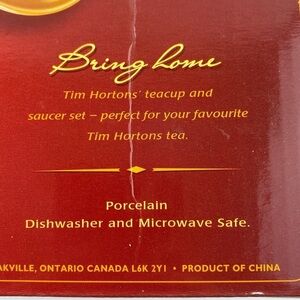 Bring home
Tim Hortons' teacup and
saucer set – perfect for your favourite
Tim Hortons tea.
Porcelain
Dishwasher and Microwave Safe.
AKVILLE, ONTARIO CANADA L6K 2Y1 • PRODUCT OF CHINA